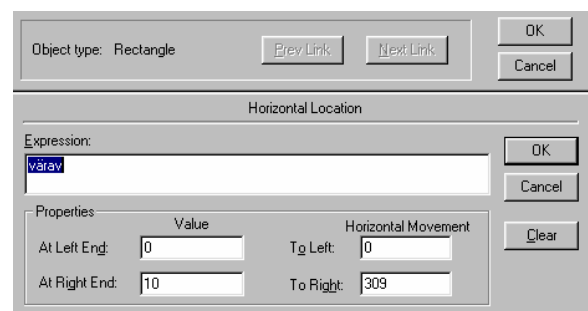 Object type: Rectangle
Prev Link
Next Link
OK
Cancel
Horizontal Location
Expression:
värav
OK
Cancel
Clear
Properties
Value
Horizontal Movement
At Left End: 0
To Left: 0
At Right End: 10
To Right: 309